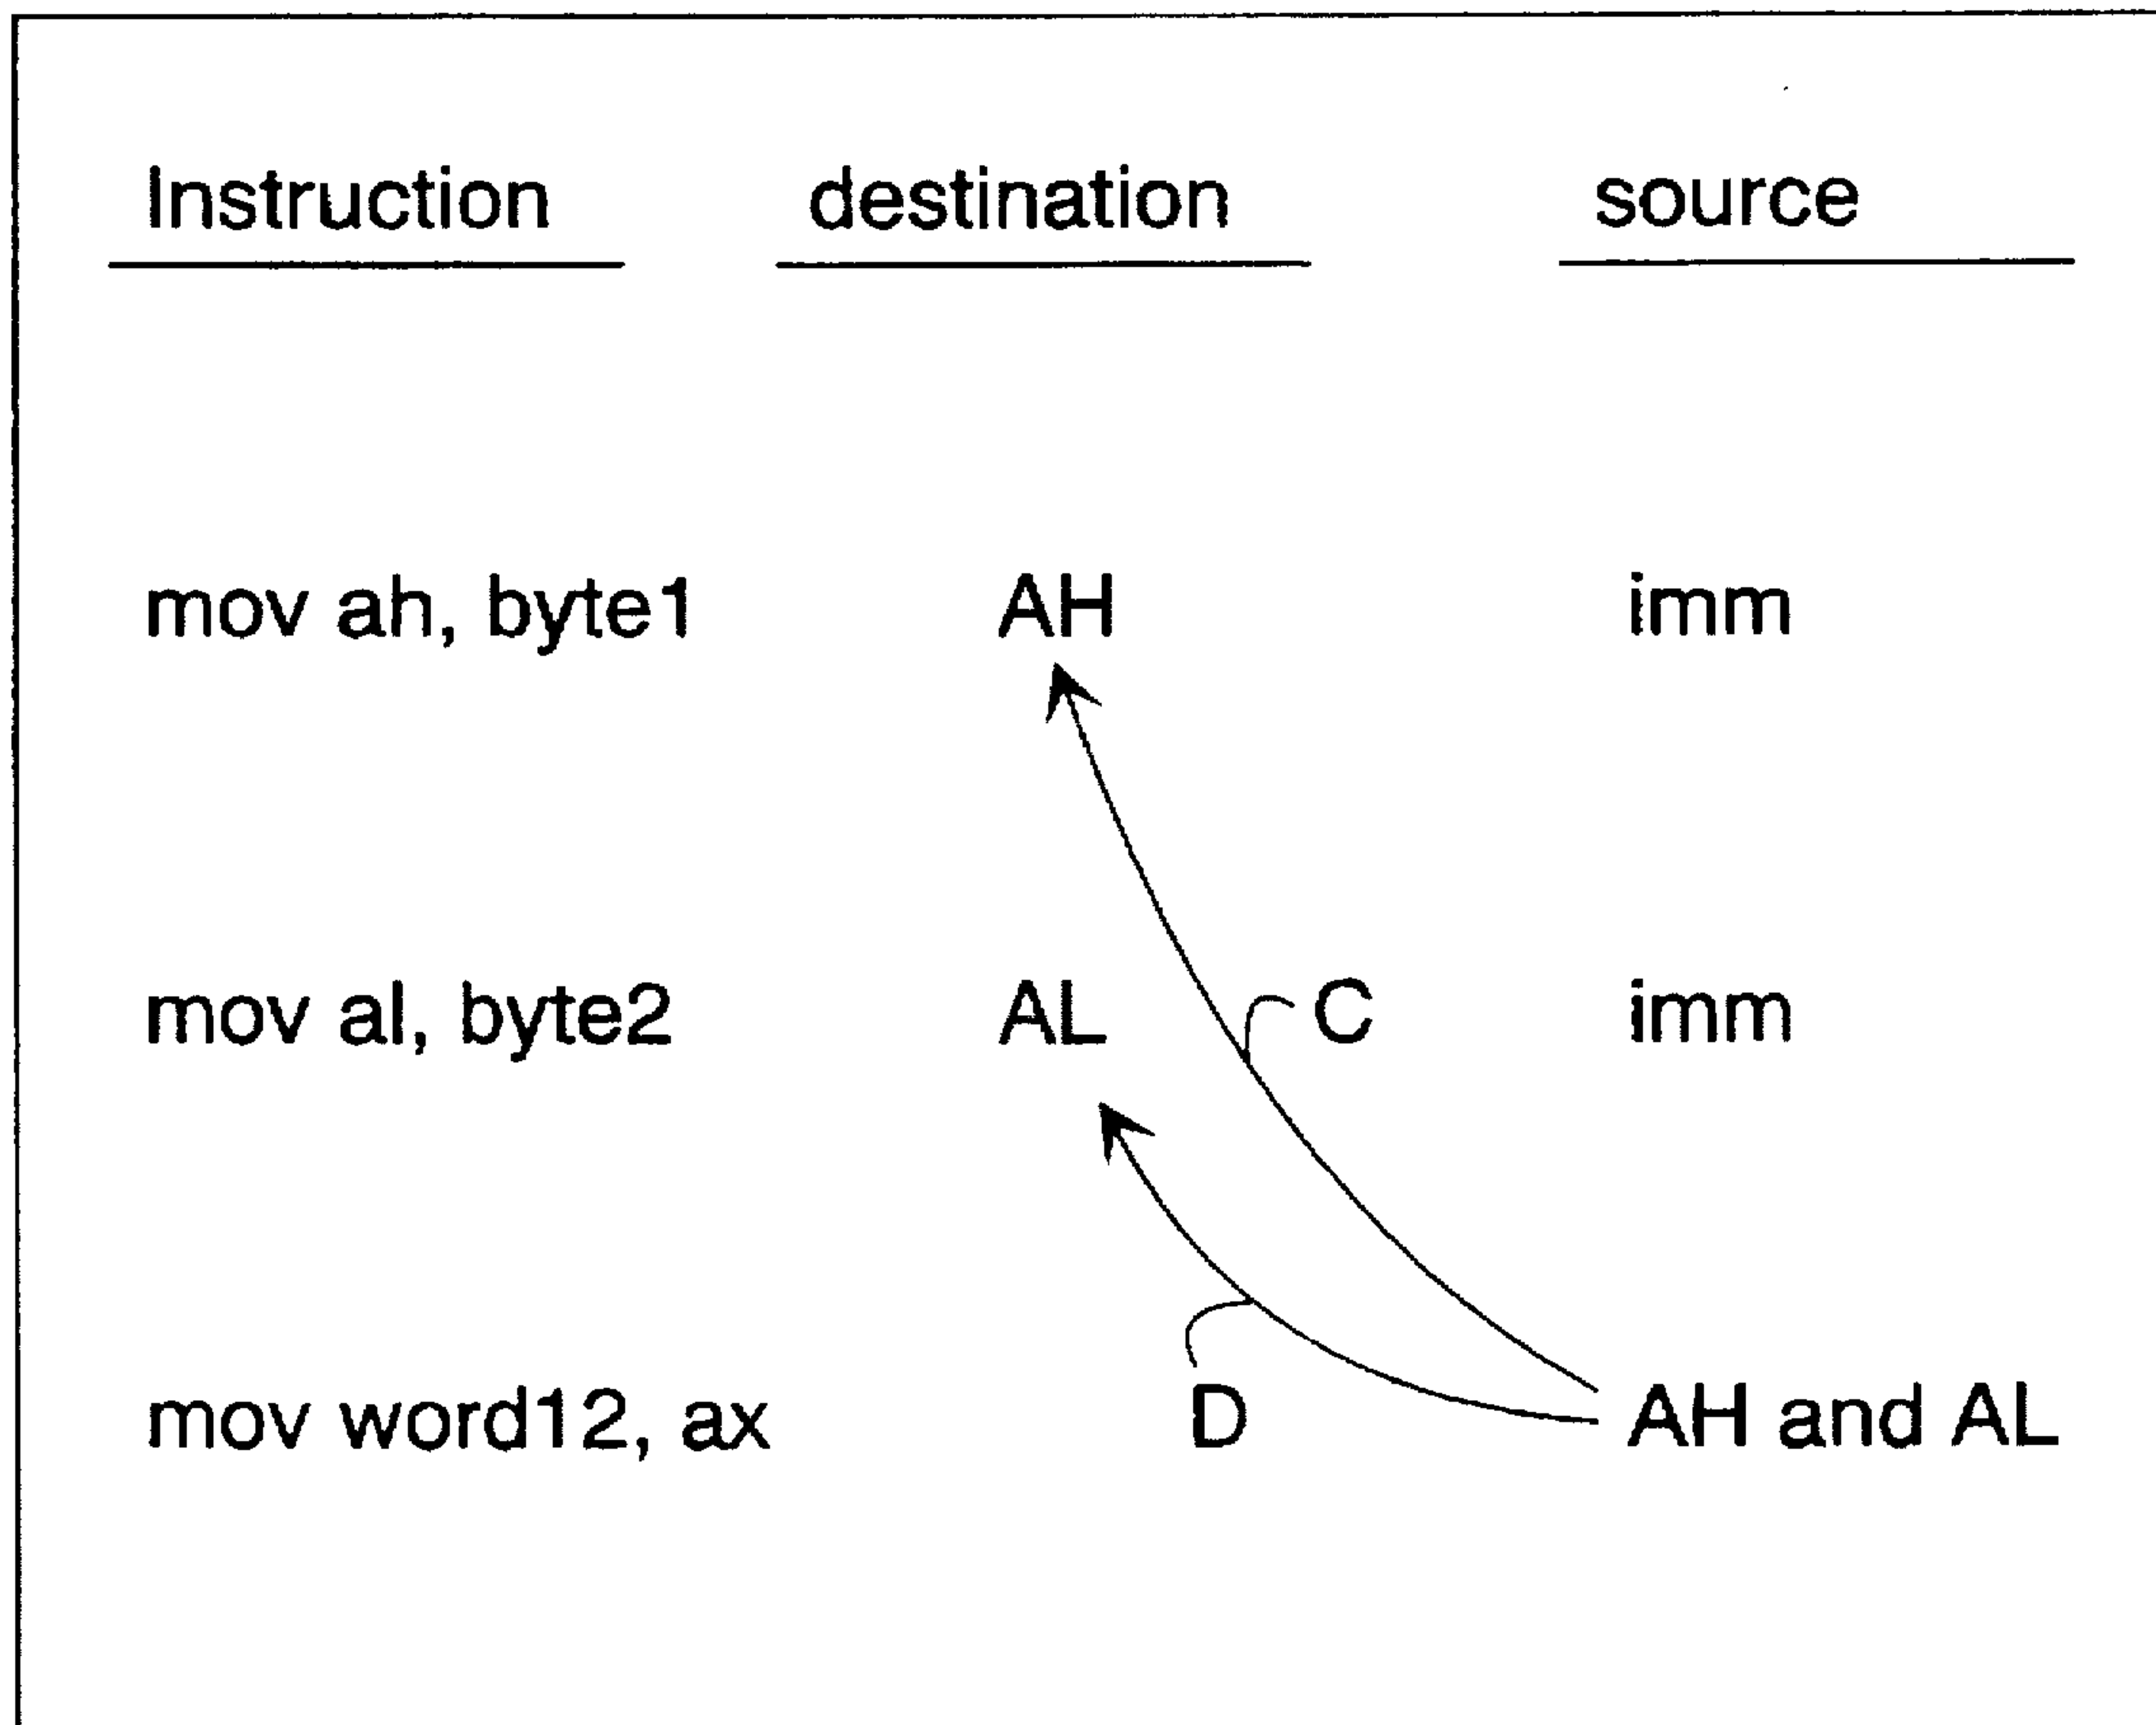 Instruction destination source
mov ah, byte1 AH imm
mov al, byte2 AL C imm
mov word12, ax D AH and AL